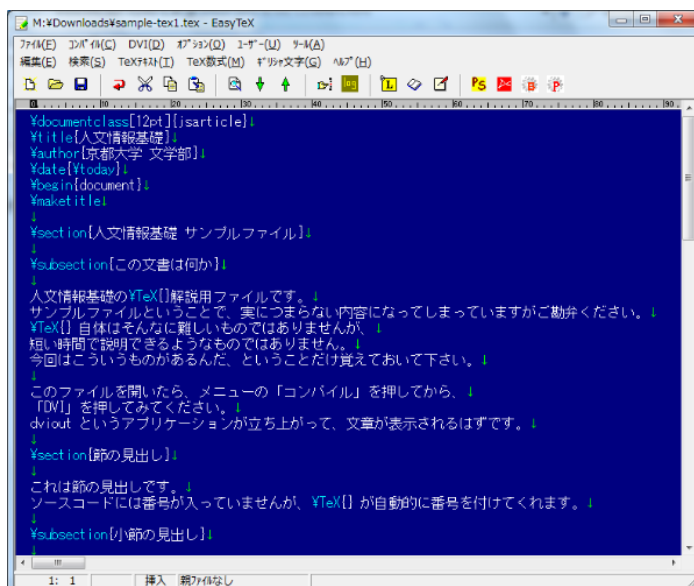 M:¥Downloads¥sample-tex1.tex - EasyTeX
ﾌｧｲﾙ(F) ｺﾝﾊﾟｲﾙ(C) DVI(D) ｵﾌﾟｼｮﾝ(O) ﾕｰｻﾞｰ(U) ﾂｰﾙ(A)
編集(E) 検索(S) TeXﾃｷｽﾄ(T) TeX数式(M) ｷﾞﾘｼｬ文字(G) ﾍﾙﾌﾟ(H)
log L PS B P
0 10 20 30 40 50 60 70 80 90
¥documentclass[12pt]{jsarticle}↓
¥title{人文情報基礎}↓
¥author{京都大学 文学部}↓
¥date{¥today}↓
¥begin{document}↓
¥maketitle↓
↓
¥section{人文情報基礎 サンプルファイル}↓
↓
¥subsection{この文書は何か}↓
↓
人文情報基礎の¥TeX{}解説用ファイルです。↓
サンプルファイルということで、実につまらない内容になってしまっていますがご勘弁ください。↓
¥TeX{} 自体はそんなに難しいものではありませんが、↓
短い時間で説明できるようなものではありません。↓
今回はこういうものがあるんだ、ということだけ覚えておいて下さい。↓
↓
このファイルを開いたら、メニューの「コンパイル」を押してから、↓
「DVI」を押してみてください。↓
dviout というアプリケーションが立ち上がって、文章が表示されるはずです。↓
↓
¥section{節の見出し}↓
↓
これは節の見出しです。↓
ソースコードには番号が入っていませんが、¥TeX{} が自動的に番号を付けてくれます。↓
↓
¥subsection{小節の見出し}↓
↓
1: 1 挿入 親ﾌｧｲﾙなし